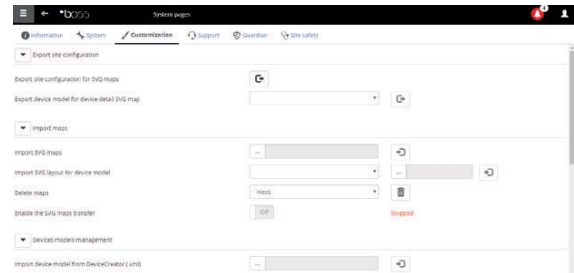 boss
System pages
4
Information System Customization Support Guardian Site safety
Export site configuration
Export site configuration for SVG maps
Export device model for device detail SVG map
Import maps
Import SVG maps ...
Import SVG layout for device model ...
Delete maps
Enable the SVG maps transfer Off Stopped
Devices models management
Import device model from DeviceCreator (.xml) ...